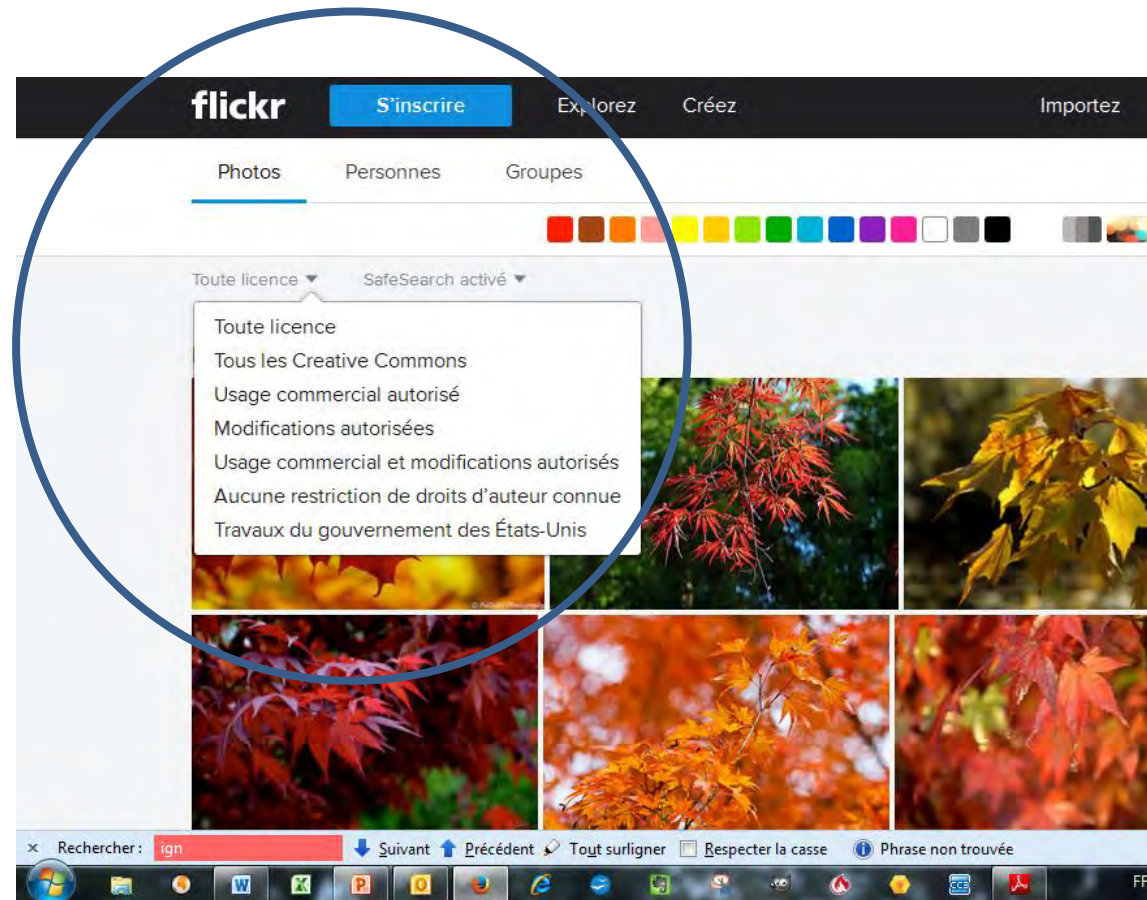 flickr S'inscrire Explorez Créez Importez
Photos Personnes Groupes
Toute licence SafeSearch activé
Toute licence
Tous les Creative Commons
Usage commercial autorisé
Modifications autorisées
Usage commercial et modifications autorisés
Aucune restriction de droits d'auteur connue
Travaux du gouvernement des États-Unis
× Rechercher : ign Suivant Précédent Tout surligner Respecter la casse Phrase non trouvée
W X P O CCS